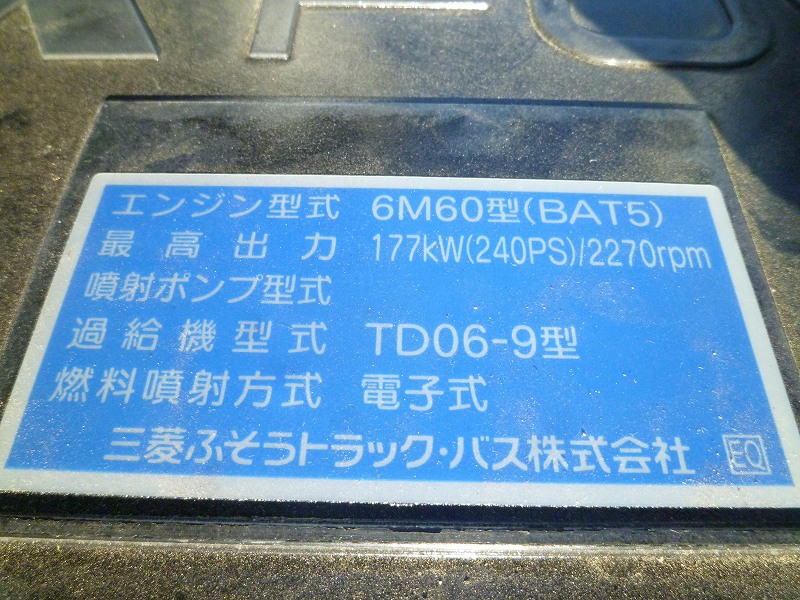 エンジン型式 6M60型(BAT5)
最高出力 177kW(240PS)/2270rpm
噴射ポンプ型式
過給機型式 TD06-9型
燃料噴射方式 電子式
三菱ふそうトラック・バス株式会社 EQ